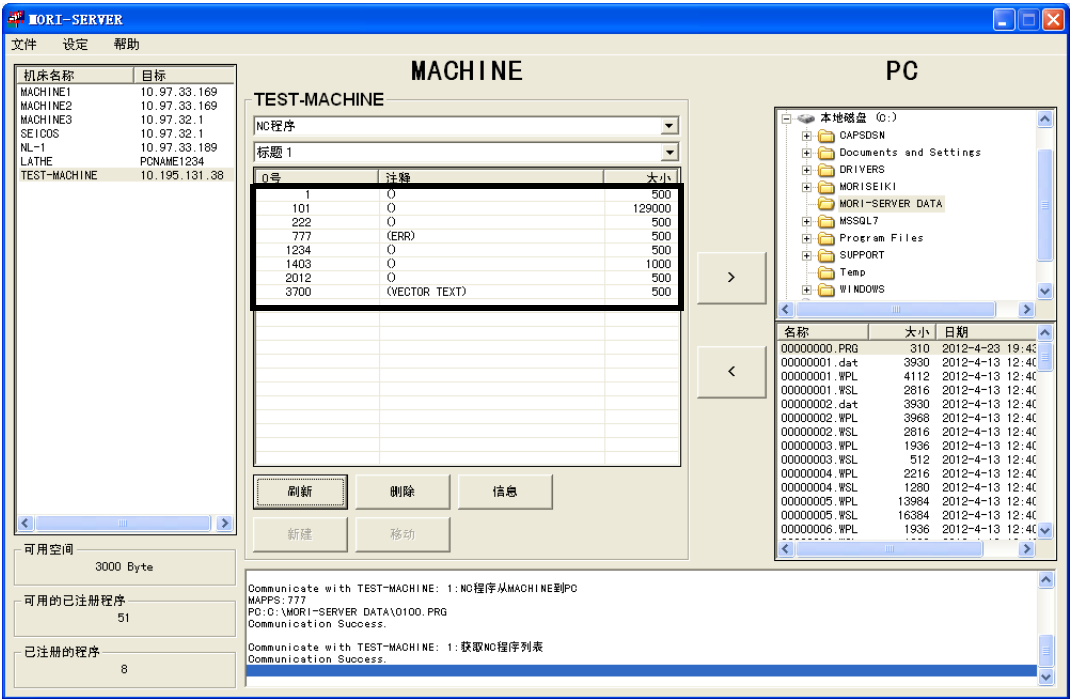 MORI-SERVER
文件 设定 帮助
机床名称 目标
MACHINE1 10.97.33.169
MACHINE2 10.97.33.169
MACHINE3 10.97.32.1
SEICOS 10.97.32.1
NL-1 10.97.33.189
LATHE PCNAME1234
TEST-MACHINE 10.195.131.38
可用空间
3000 Byte
可用的已注册程序
51
已注册的程序
8
MACHINE
TEST-MACHINE
NC程序
标题 1
O号 注释 大小
1 () 500
101 () 129000
222 () 500
777 (ERR) 500
1234 () 500
1403 () 1000
2012 () 500
3700 (VECTOR TEXT) 500
刷新 删除 信息
新建 移动
>
<
PC
本地磁盘 (C:)
CAPSDSN
Documents and Settings
DRIVERS
MORISEIKI
MORI-SERVER DATA
MSSQL7
Program Files
SUPPORT
Temp
WINDOWS
名称 大小 日期
00000000.PRG 310 2012-4-23 19:43
00000001.dat 3930 2012-4-13 12:40
00000001.WPL 4112 2012-4-13 12:40
00000001.WSL 2816 2012-4-13 12:40
00000002.dat 3930 2012-4-13 12:40
00000002.WPL 3968 2012-4-13 12:40
00000002.WSL 2816 2012-4-13 12:40
00000003.WPL 1936 2012-4-13 12:40
00000003.WSL 512 2012-4-13 12:40
00000004.WPL 2216 2012-4-13 12:40
00000004.WSL 1280 2012-4-13 12:40
00000005.WPL 13984 2012-4-13 12:40
00000005.WSL 16384 2012-4-13 12:40
00000006.WPL 1936 2012-4-13 12:40
Communicate with TEST-MACHINE: 1:NC程序从MACHINE到PC
MAPPS:777
PC:C:\MORI-SERVER DATA\O100.PRG
Communication Success.
Communicate with TEST-MACHINE: 1:获取NC程序列表
Communication Success.